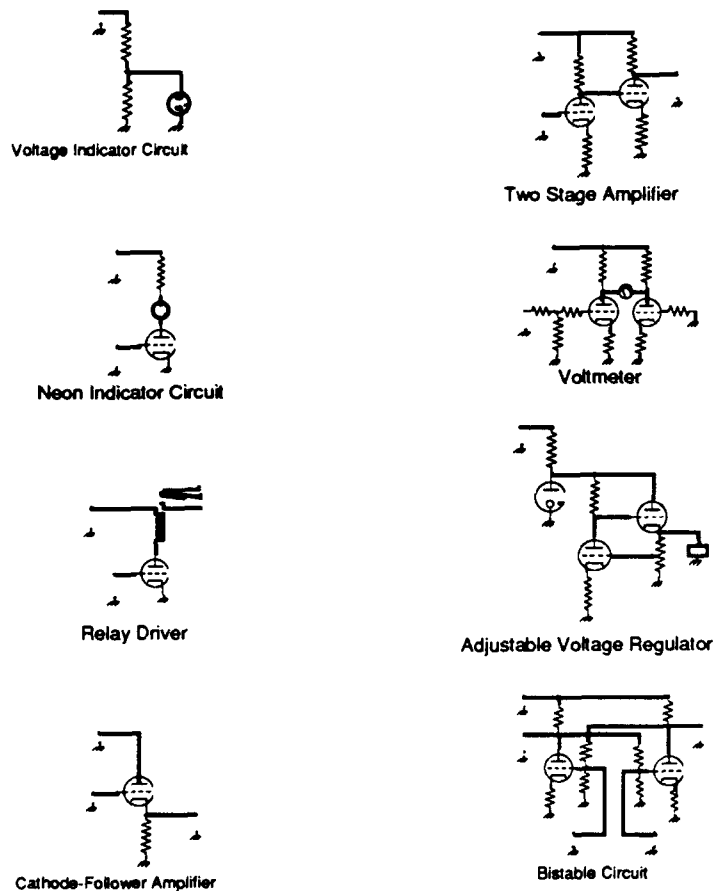 Voltage Indicator Circuit
Two Stage Amplifier
Neon Indicator Circuit
Voltmeter
Relay Driver
Adjustable Voltage Regulator
Cathode-Follower Amplifier
Bistable Circuit